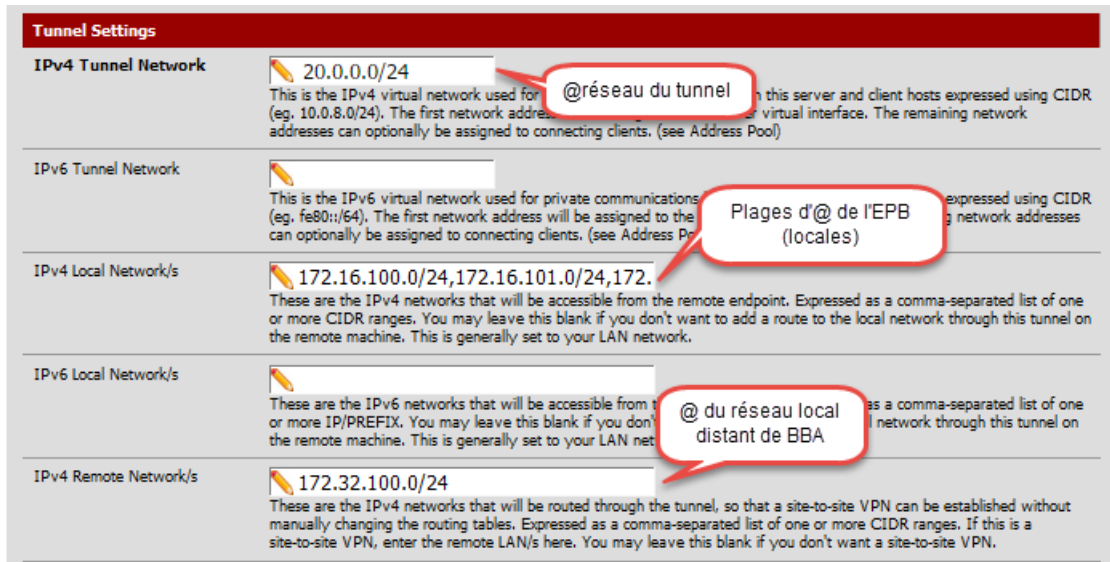 Tunnel Settings
IPv4 Tunnel Network
20.0.0.0/24
@réseau du tunnel
This is the IPv4 virtual network used for n this server and client hosts expressed using CIDR
(eg. 10.0.8.0/24). The first network addres virtual interface. The remaining network
addresses can optionally be assigned to connecting clients. (see Address Pool)
IPv6 Tunnel Network
This is the IPv6 virtual network used for private communications expressed using CIDR
(eg. fe80::/64). The first network address will be assigned to the network addresses
can optionally be assigned to connecting clients. (see Address
Plages d'@ de l'EPB
(locales)
IPv4 Local Network/s
172.16.100.0/24,172.16.101.0/24,172.
These are the IPv4 networks that will be accessible from the remote endpoint. Expressed as a comma-separated list of one
or more CIDR ranges. You may leave this blank if you don't want to add a route to the local network through this tunnel on
the remote machine. This is generally set to your LAN network.
IPv6 Local Network/s
These are the IPv6 networks that will be accessible from as a comma-separated list of one
or more IP/PREFIX. You may leave this blank if you don' network through this tunnel on
the remote machine. This is generally set to your LAN net
@ du réseau local
distant de BBA
IPv4 Remote Network/s
172.32.100.0/24
These are the IPv4 networks that will be routed through the tunnel, so that a site-to-site VPN can be established without
manually changing the routing tables. Expressed as a comma-separated list of one or more CIDR ranges. If this is a
site-to-site VPN, enter the remote LAN/s here. You may leave this blank if you don't want a site-to-site VPN.